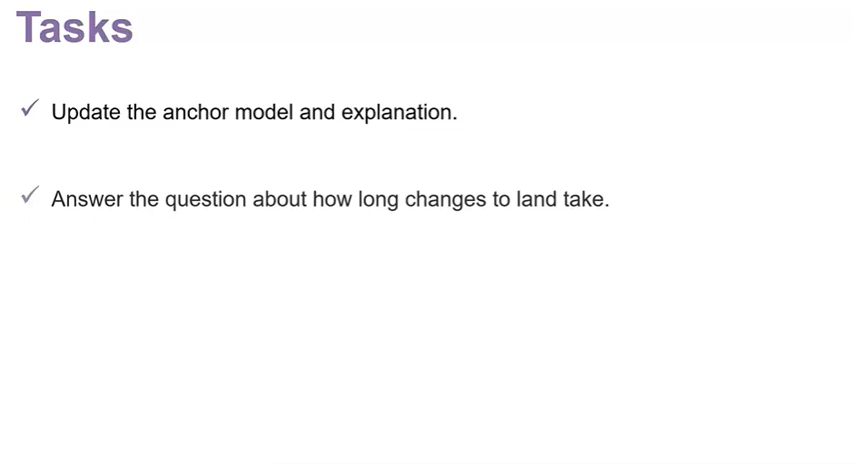 Tasks
✓ Update the anchor model and explanation.
✓ Answer the question about how long changes to land take.